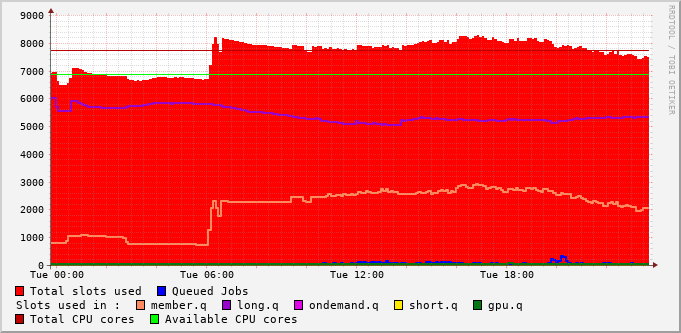 RRDTOOL / TOBI OETIKER
9000
8000
7000
6000
5000
4000
3000
2000
1000
0
Tue 00:00 Tue 06:00 Tue 12:00 Tue 18:00
Total slots used Queued Jobs
Slots used in : member.q long.q ondemand.q short.q gpu.q
Total CPU cores Available CPU cores